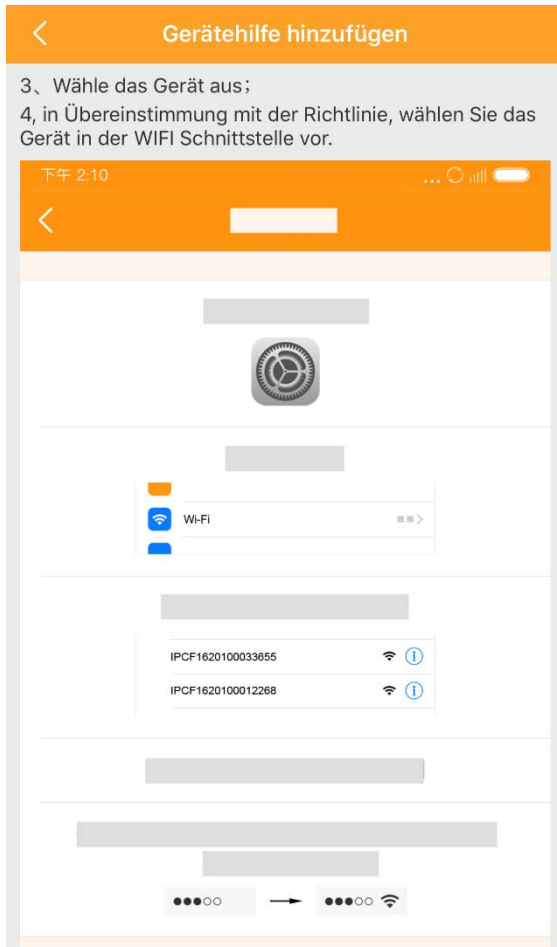 Gerätehilfe hinzufügen
3、Wähle das Gerät aus；
4, in Übereinstimmung mit der Richtlinie, wählen Sie das
Gerät in der WIFI Schnittstelle vor.
下午 2:10
Wi-Fi
IPCF1620100033655
IPCF1620100012268